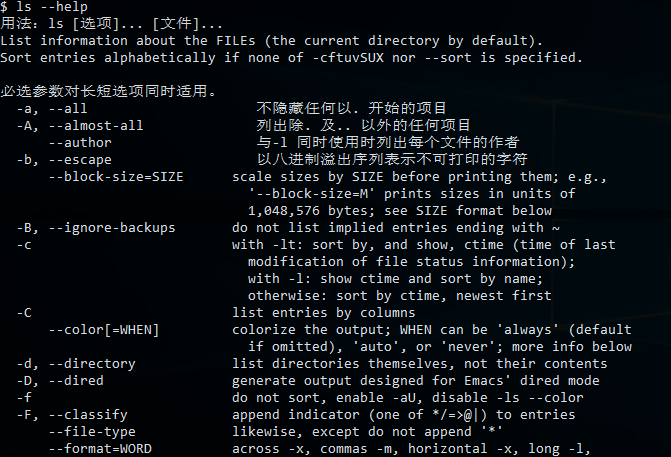 $ ls --help
用法：ls [选项]... [文件]...
List information about the FILEs (the current directory by default).
Sort entries alphabetically if none of -cftuvSUX nor --sort is specified.

必选参数对长短选项同时适用。
  -a, --all                  不隐藏任何以. 开始的项目
  -A, --almost-all           列出除. 及.. 以外的任何项目
      --author               与-l 同时使用时列出每个文件的作者
  -b, --escape               以八进制溢出序列表示不可打印的字符
      --block-size=SIZE      scale sizes by SIZE before printing them; e.g.,
                               '--block-size=M' prints sizes in units of
                               1,048,576 bytes; see SIZE format below
  -B, --ignore-backups       do not list implied entries ending with ~
  -c                         with -lt: sort by, and show, ctime (time of last
                               modification of file status information);
                               with -l: show ctime and sort by name;
                               otherwise: sort by ctime, newest first
  -C                         list entries by columns
      --color[=WHEN]         colorize the output; WHEN can be 'always' (default
                               if omitted), 'auto', or 'never'; more info below
  -d, --directory            list directories themselves, not their contents
  -D, --dired                generate output designed for Emacs' dired mode
  -f                         do not sort, enable -aU, disable -ls --color
  -F, --classify             append indicator (one of */=>@|) to entries
      --file-type            likewise, except do not append '*'
      --format=WORD          across -x, commas -m, horizontal -x, long -l,